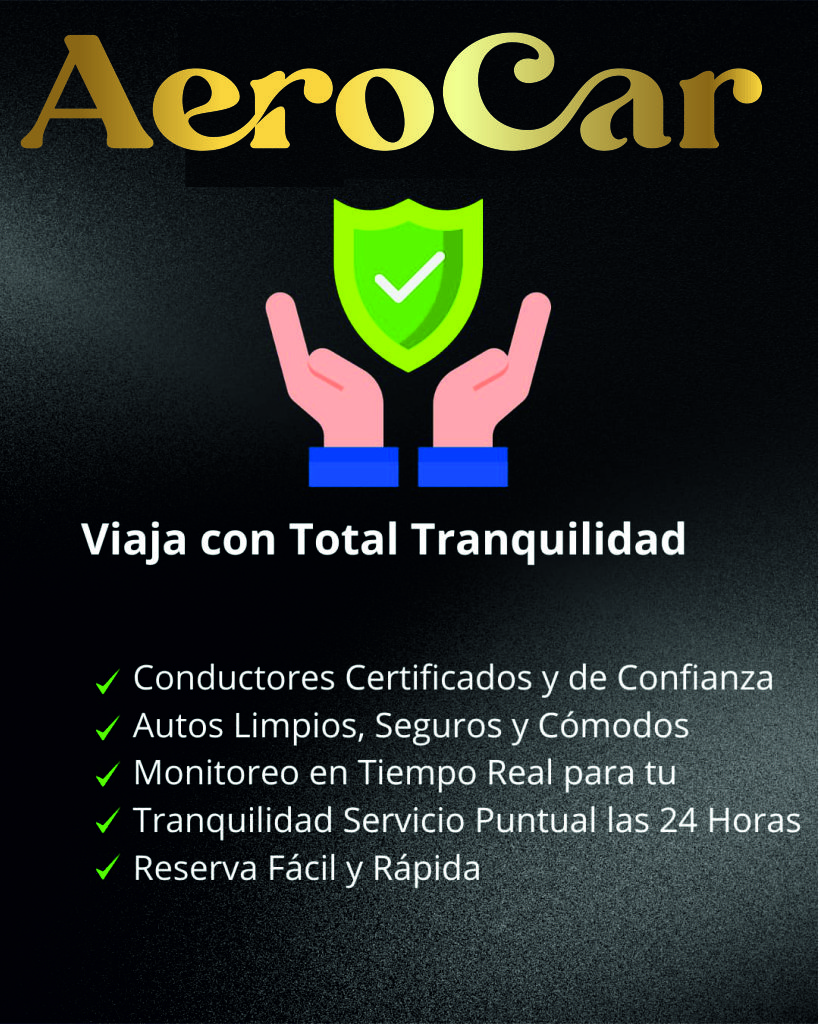 AeroCar
Viaja con Total Tranquilidad
Conductores Certificados y de Confianza
Autos Limpios, Seguros y Cómodos
Monitoreo en Tiempo Real para tu
Tranquilidad Servicio Puntual las 24 Horas
Reserva Fácil y Rápida